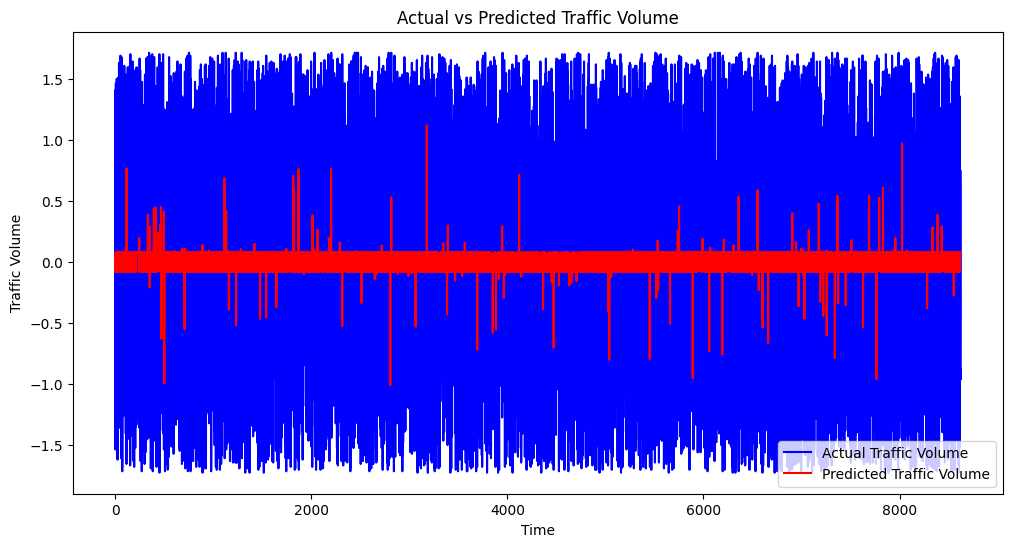 Actual vs Predicted Traffic Volume
Traffic Volume
1.5
1.0
0.5
0.0
−0.5
−1.0
−1.5
Actual Traffic Volume
Predicted Traffic Volume
0 2000 4000 6000 8000
Time